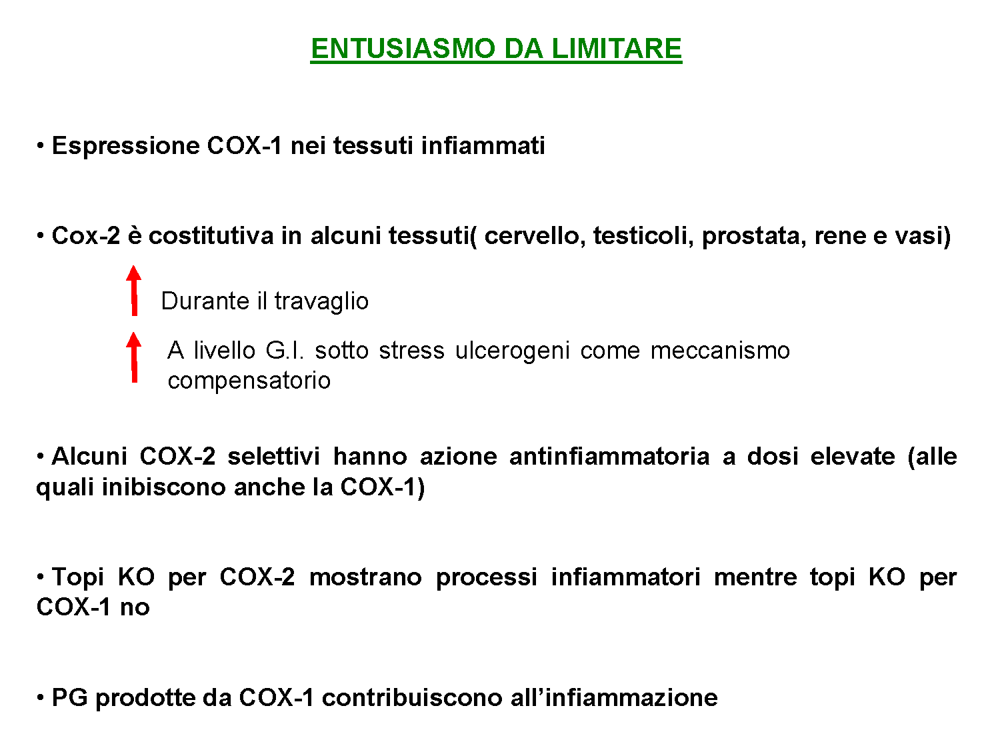 ENTUSIASMO DA LIMITARE
• Espressione COX-1 nei tessuti infiammati
• Cox-2 è costitutiva in alcuni tessuti( cervello, testicoli, prostata, rene e vasi)
Durante il travaglio
A livello G.I. sotto stress ulcerogeni come meccanismo
compensatorio
• Alcuni COX-2 selettivi hanno azione antinfiammatoria a dosi elevate (alle
quali inibiscono anche la COX-1)
• Topi KO per COX-2 mostrano processi infiammatori mentre topi KO per
COX-1 no
• PG prodotte da COX-1 contribuiscono all’infiammazione